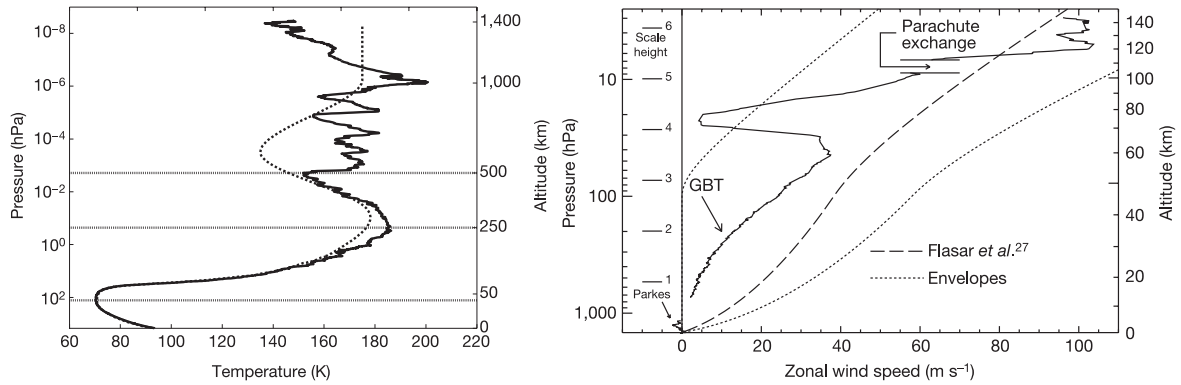 10⁻⁸
10⁻⁶
10⁻⁴
10⁻²
10⁰
10²
Pressure (hPa)
60 80 100 120 140 160 180 200 220
Temperature (K)
1,400
1,000
500
250
50
0
Altitude (km)
10
100
1,000
Pressure (hPa)
6
Scale
height
5
4
3
2
1
Parachute
exchange
GBT
Parkes
Flasar et al.²⁷
Envelopes
0 20 40 60 80 100
Zonal wind speed (m s⁻¹)
140
120
100
80
60
40
20
0
Altitude (km)